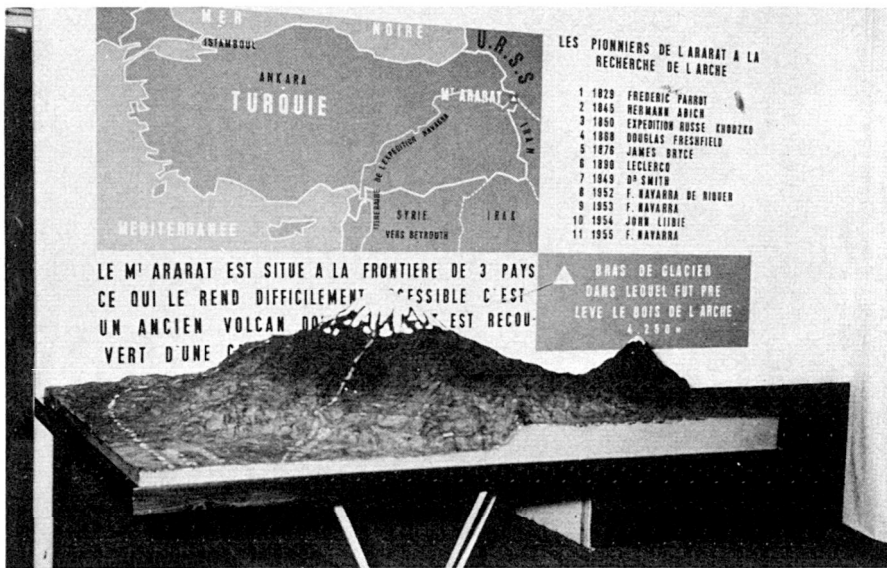 MER
NOIRE
ISTAMBOUL
U.R.S.S
ANKARA
TURQUIE
Mᵗ ARARAT
ITINERAIRE DE L'EXPEDITION NAVARRA
IRAN
MEDITERRANEE
SYRIE
VERS BEYROUTH
IRAK
LES PIONNIERS DE L ARARAT A LA
RECHERCHE DE L ARCHE
1 1829 FREDERIC PARROT
2 1845 HERMANN ABICH
3 1850 EXPEDITION RUSSE KHODZKO
4 1868 DOUGLAS FRESHFIELD
5 1876 JAMES BRYCE
6 1890 LECLERCQ
7 1949 Dᴿ SMITH
8 1952 F. NAVARRA DE RIQUER
9 1953 F. NAVARRA
10 1954 JOHN LIIBIE
11 1955 F. NAVARRA
LE Mᵗ ARARAT EST SITUE A LA FRONTIERE DE 3 PAYS
CE QUI LE REND DIFFICILEMENT C'EST
UN ANCIEN VOLCAN EST RECOU-
VERT D'UNE
BRAS DE GLACIER
DANS LEQUEL FUT PRE
LEVE LE BOIS DE L ARCHE
4.250 m